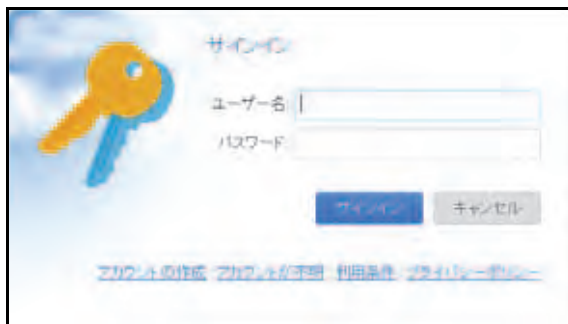 サインイン
ユーザー名
パスワード
サインイン キャンセル
アカウントの作成 アカウントが不明 利用条件 プライバシーポリシー